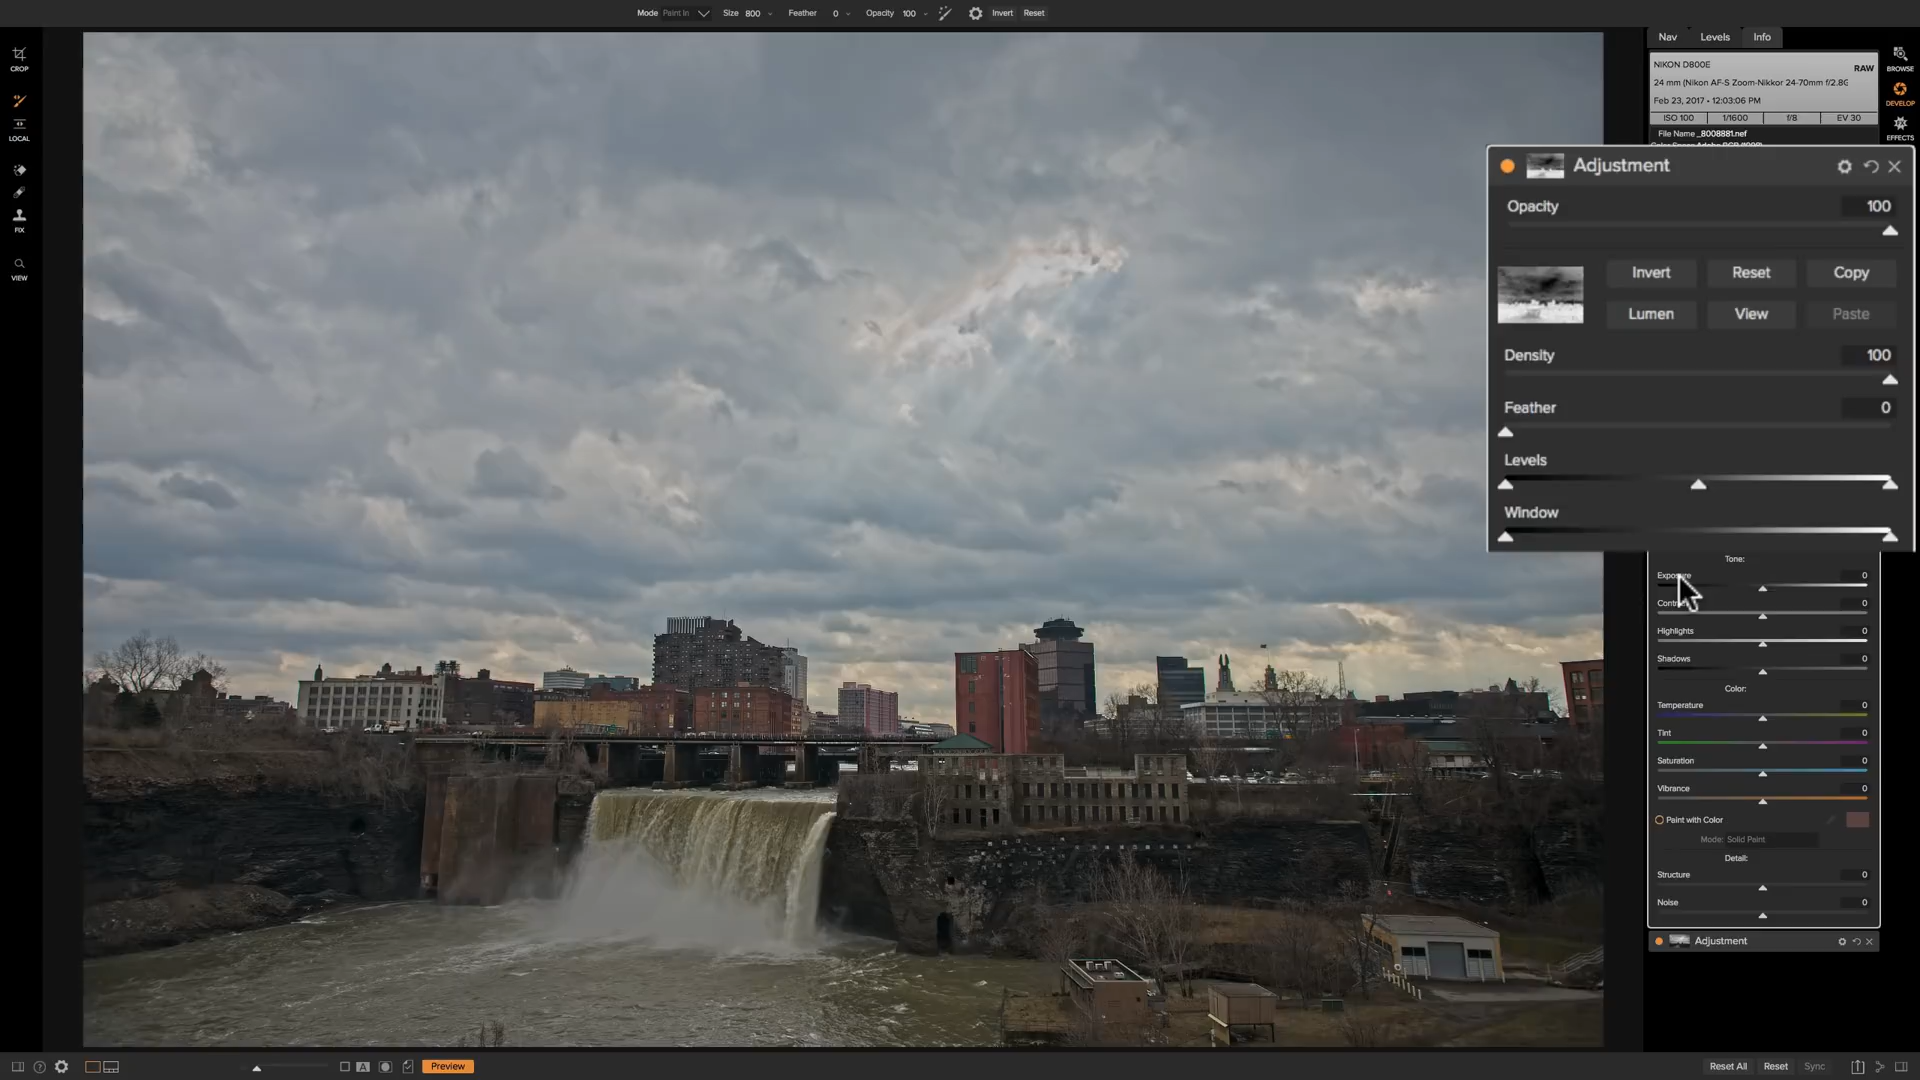 Mode Paint In Size 800 Feather 0 Opacity 100 Invert Reset
CROP
LOCAL
FIX
VIEW
Nav Levels Info
NIKON D800E RAW
24 mm (Nikon AF-S Zoom-Nikkor 24-70mm f/2.8G
Feb 23, 2017 • 12:03:06 PM
ISO 100 1/1600 f/8 EV 30
File Name _8008881.nef
BROWSE
DEVELOP
EFFECTS
Adjustment
Opacity 100
Invert Reset Copy
Lumen View Paste
Density 100
Feather 0
Levels
Window
Tone:
Exposure 0
0
Highlights 0
Shadows 0
Color:
Temperature 0
Tint 0
Saturation 0
Vibrance 0
Paint with Color
Mode: Solid Paint
Detail:
Structure 0
Noise 0
Adjustment
A Preview
Reset All Reset Sync